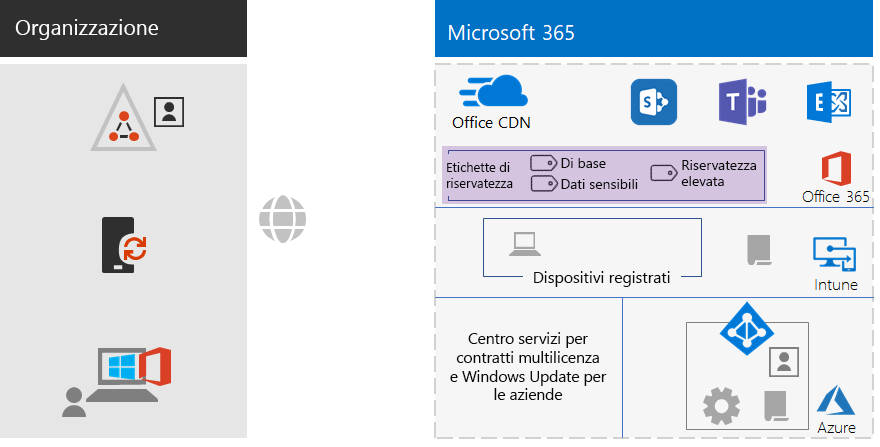 Organizzazione
Microsoft 365
Office CDN
Etichette di
riservatezza
Di base
Dati sensibili
Riservatezza
elevata
Office 365
Dispositivi registrati
Intune
Centro servizi per
contratti multilicenza
e Windows Update per
le aziende
Azure